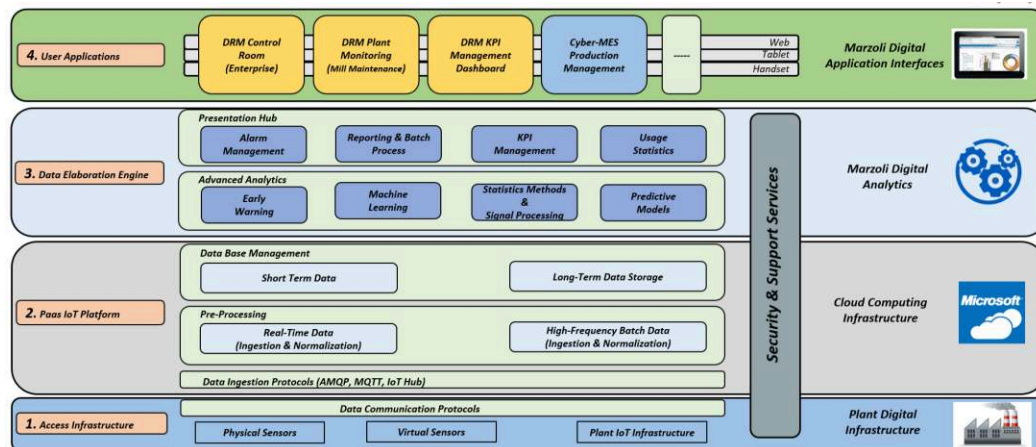 4. User Applications
DRM Control
Room
(Enterprise)
DRM Plant
Monitoring
(Mill Maintenance)
DRM KPI
Management
Dashboard
Cyber-MES
Production
Management
-----
Web
Tablet
Handset
Marzoli Digital
Application Interfaces
3. Data Elaboration Engine
Presentation Hub
Alarm
Management
Reporting & Batch
Process
KPI
Management
Usage
Statistics
Advanced Analytics
Early
Warning
Machine
Learning
Statistics Methods
&
Signal Processing
Predictive
Models
Marzoli Digital
Analytics
Security & Support Services
2. Paas IoT Platform
Data Base Management
Short Term Data
Long-Term Data Storage
Pre-Processing
Real-Time Data
(Ingestion & Normalization)
High-Frequency Batch Data
(Ingestion & Normalization)
Data Ingestion Protocols (AMQP, MQTT, IoT Hub)
Cloud Computing
Infrastructure
Microsoft
1. Access Infrastructure
Data Communication Protocols
Physical Sensors
Virtual Sensors
Plant IoT Infrastructure
Plant Digital
Infrastructure